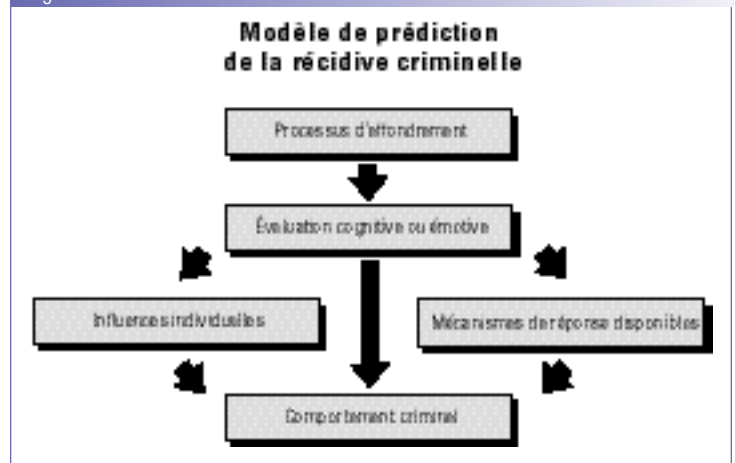 Modèle de prédiction
de la récidive criminelle
Processus d'effondrement
Évaluation cognitive ou émotive
Influences individuelles
Mécanismes de réponse disponibles
Comportement criminel